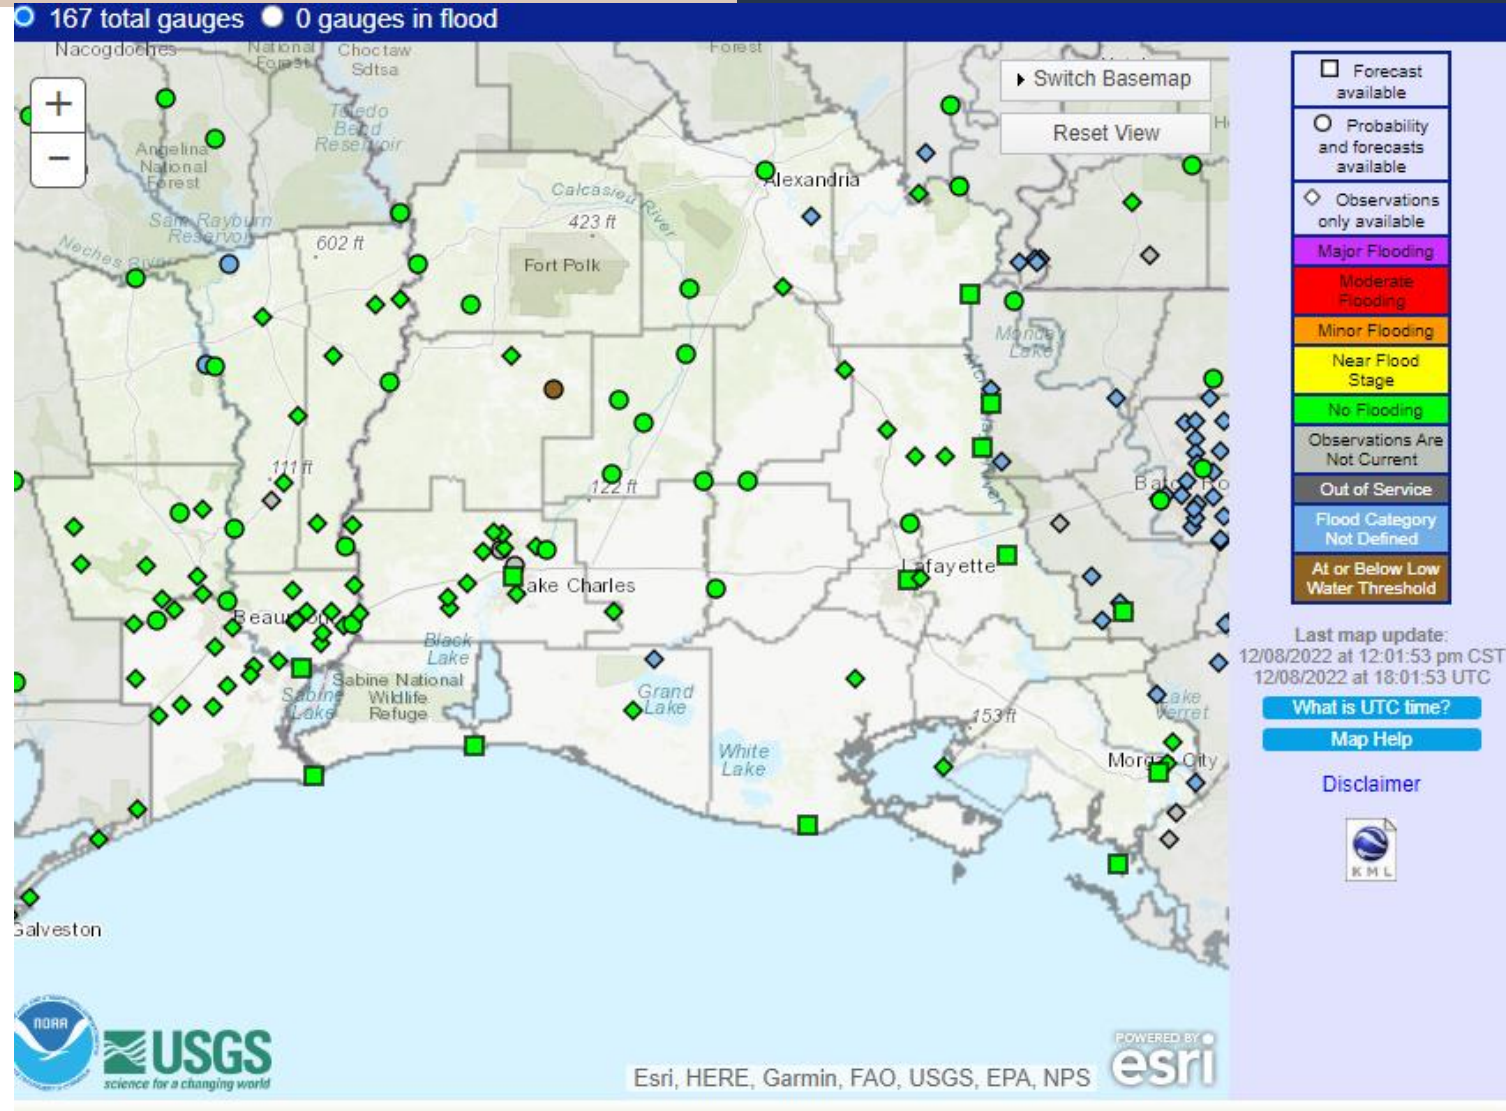 167 total gauges 0 gauges in flood
Nacogdoches
National
Forest
Choctaw
Sdtsa
Forest
+
−
Switch Basemap
Reset View
Toledo
Bend
Reservoir
Angelina
National
Forest
Sam Rayburn
Reservoir
Neches River
602 ft
Calcasieu River
423 ft
Fort Polk
Alexandria
Monday
Lake
111 ft
122 ft
Lafayette
Lake Charles
Black
Lake
Sabine National
Wildlife
Refuge
Sabine
Lake
Grand
Lake
White
Lake
153 ft
Lake
Verret
Morgan City
Galveston
NOAA
USGS
science for a changing world
Esri, HERE, Garmin, FAO, USGS, EPA, NPS
POWERED BY
esri
Forecast
available
Probability
and forecasts
available
Observations
only available
Major Flooding
Moderate
Flooding
Minor Flooding
Near Flood
Stage
No Flooding
Observations Are
Not Current
Out of Service
Flood Category
Not Defined
At or Below Low
Water Threshold
Last map update:
12/08/2022 at 12:01:53 pm CST
12/08/2022 at 18:01:53 UTC
What is UTC time?
Map Help
Disclaimer
KML